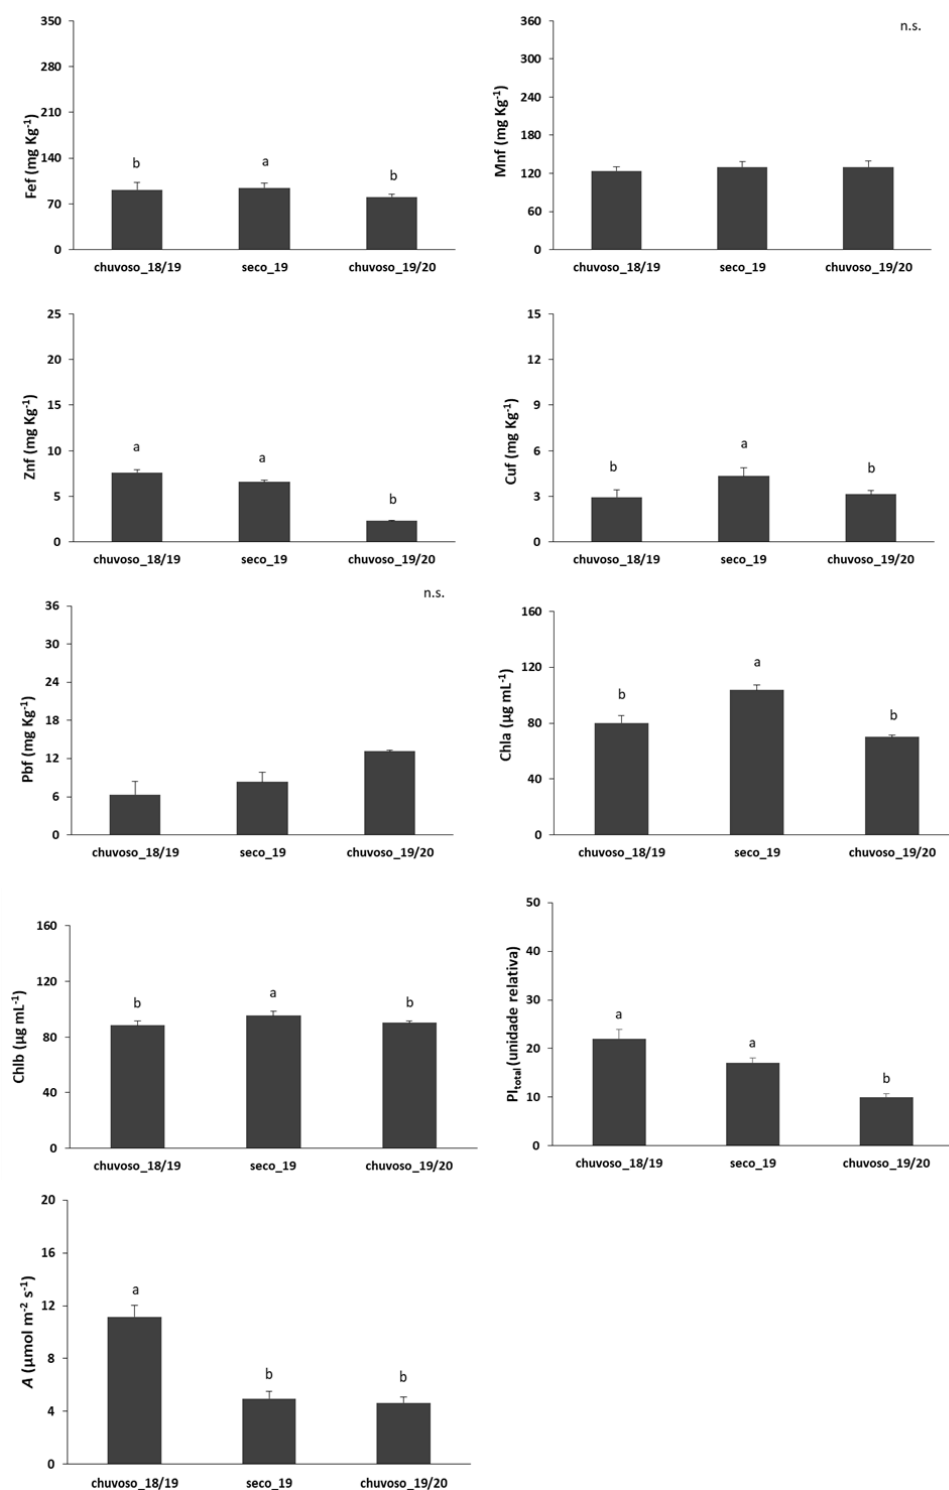 Fef (mg Kg⁻¹)
350
280
210
140
70
0
b
a
b
chuvoso_18/19
seco_19
chuvoso_19/20
n.s.
Mnf (mg Kg⁻¹)
360
300
240
180
120
60
0
chuvoso_18/19
seco_19
chuvoso_19/20
Znf (mg Kg⁻¹)
25
20
15
10
5
0
a
a
b
chuvoso_18/19
seco_19
chuvoso_19/20
Cuf (mg Kg⁻¹)
15
12
9
6
3
0
b
a
b
chuvoso_18/19
seco_19
chuvoso_19/20
n.s.
Pbf (mg Kg⁻¹)
36
30
24
18
12
6
0
chuvoso_18/19
seco_19
chuvoso_19/20
Chla (µg mL⁻¹)
160
120
80
40
0
b
a
b
chuvoso_18/19
seco_19
chuvoso_19/20
Chlb (µg mL⁻¹)
160
120
80
40
0
b
a
b
chuvoso_18/19
seco_19
chuvoso_19/20
PItotal (unidade relativa)
50
40
30
20
10
0
a
a
b
chuvoso_18/19
seco_19
chuvoso_19/20
A (µmol m⁻² s⁻¹)
20
16
12
8
4
0
a
b
b
chuvoso_18/19
seco_19
chuvoso_19/20